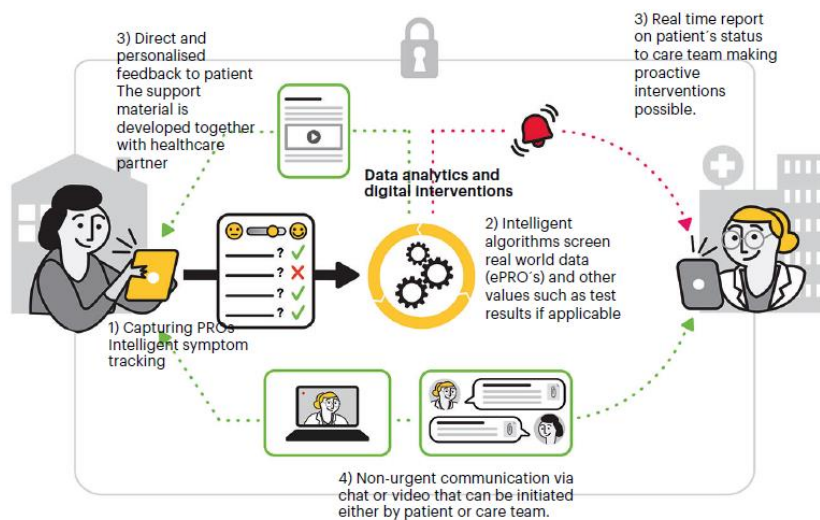 3) Direct and
personalised
feedback to patient
The support
material is
developed together
with healthcare
partner
3) Real time report
on patient´s status
to care team making
proactive
interventions
possible.
Data analytics and
digital interventions
2) Intelligent
algorithms screen
real world data
(ePRO´s) and other
values such as test
results if applicable
?
?
?
?
1) Capturing PROs
Intelligent symptom
tracking
4) Non-urgent communication via
chat or video that can be initiated
either by patient or care team.